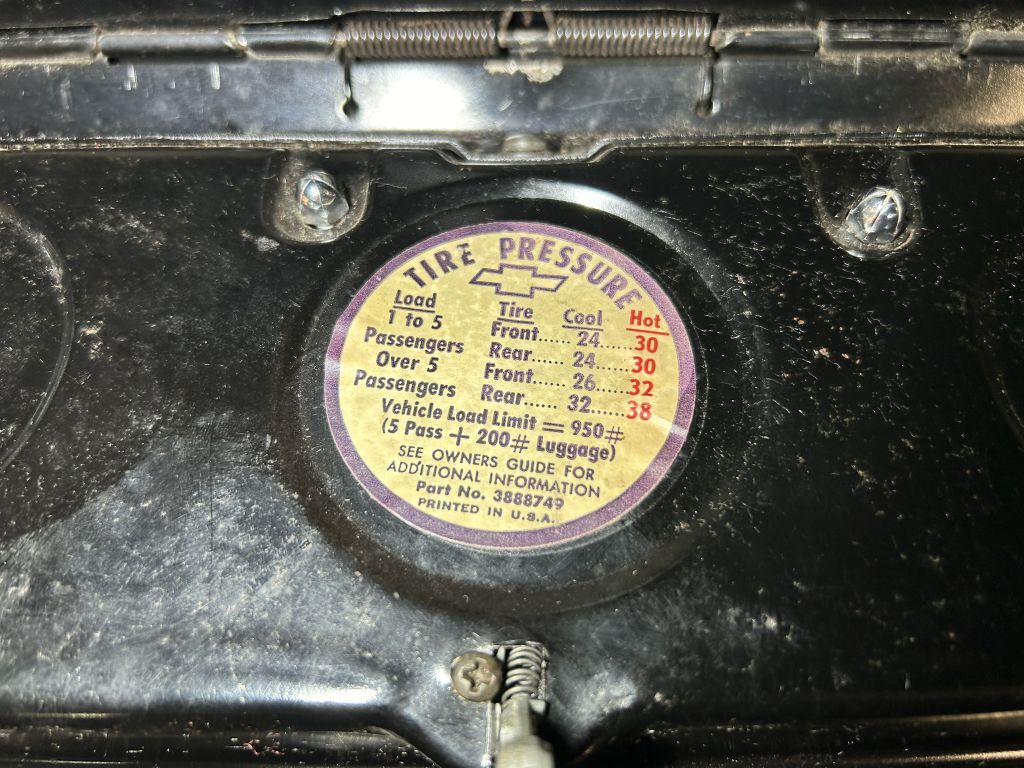 TIRE PRESSURE
Load Tire Cool Hot
1 to 5 Front...... 24......30
Passengers Rear...... 24......30
Over 5 Front...... 26......32
Passengers Rear...... 32......38
Vehicle Load Limit = 950#
(5 Pass + 200# Luggage)
SEE OWNERS GUIDE FOR
ADDITIONAL INFORMATION
Part No. 3888749
PRINTED IN U.S.A.